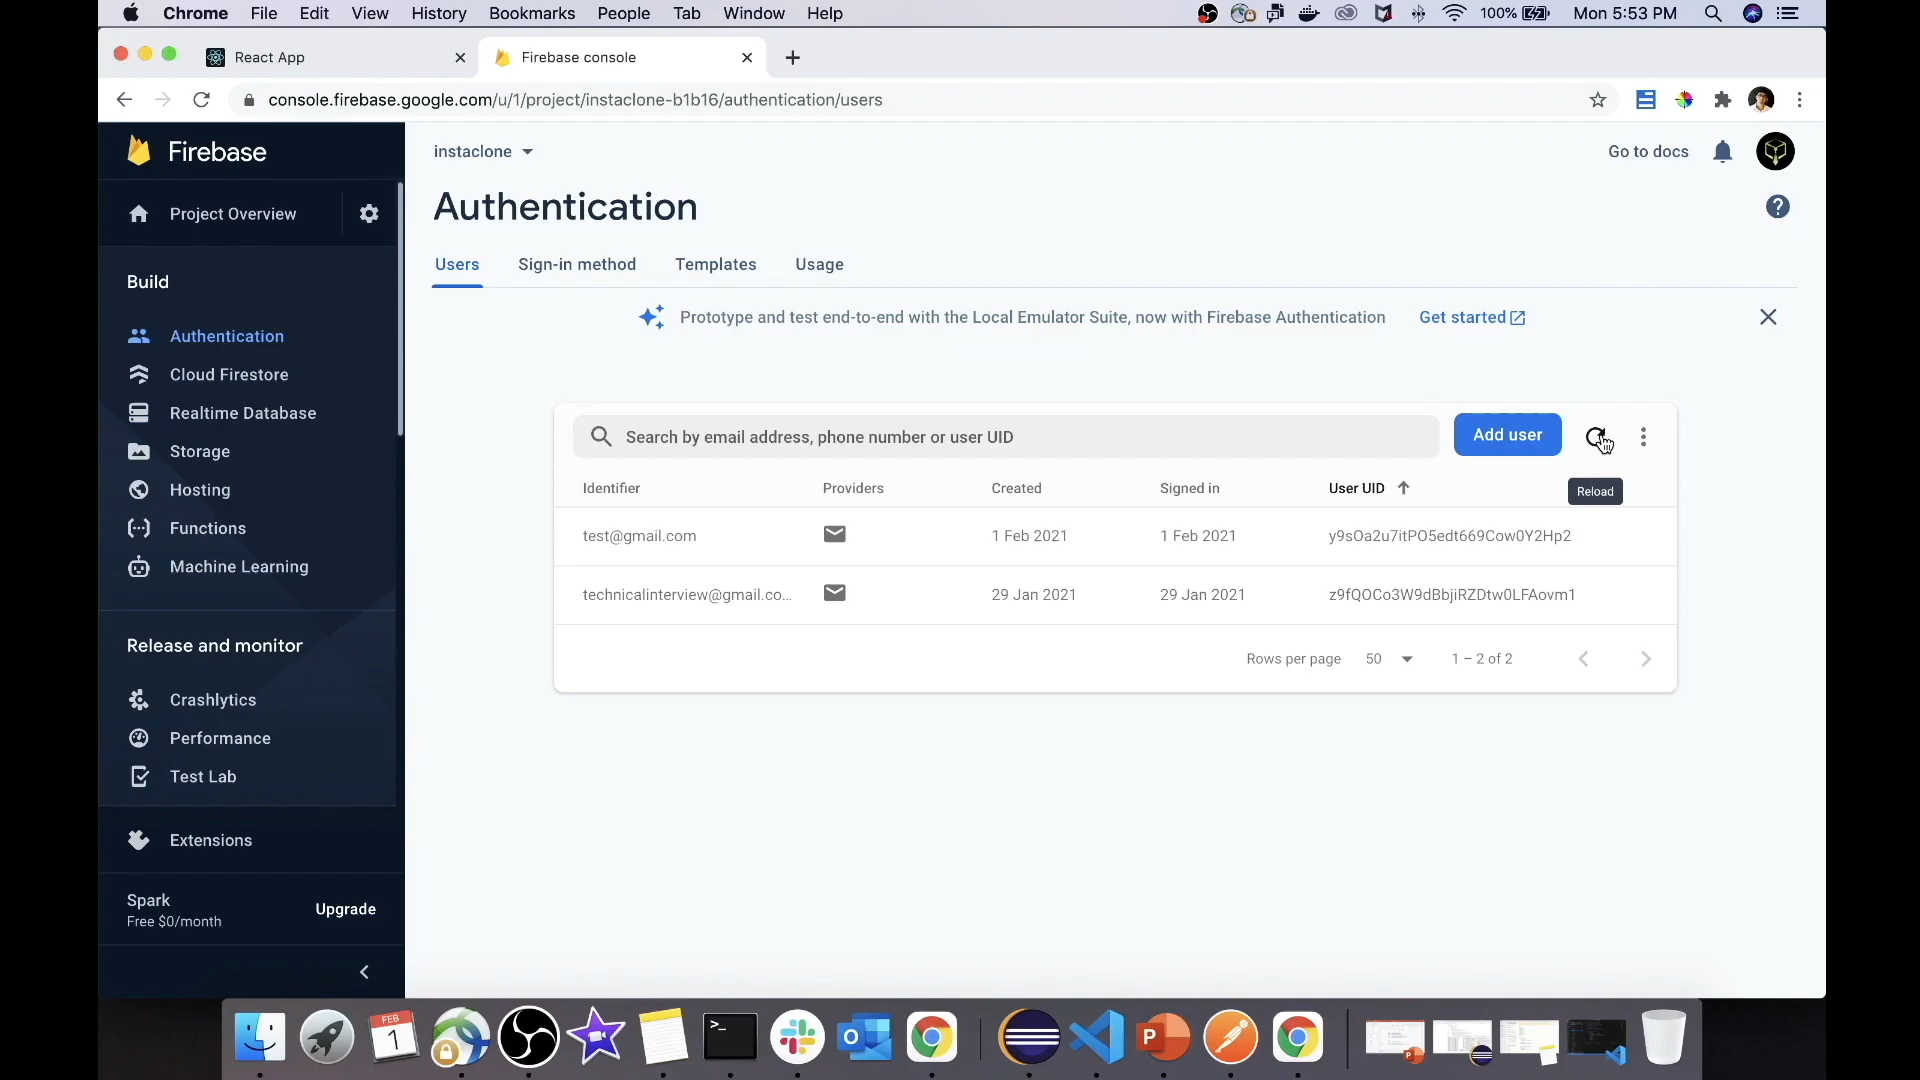 Chrome File Edit View History Bookmarks People Tab Window Help 100% Mon 5:53 PM
React App Firebase console
console.firebase.google.com/u/1/project/instaclone-b1b16/authentication/users
Firebase
Project Overview
Build
Authentication
Cloud Firestore
Realtime Database
Storage
Hosting
Functions
Machine Learning
Release and monitor
Crashlytics
Performance
Test Lab
Extensions
Spark
Free $0/month
Upgrade
instaclone Go to docs
Authentication
Users Sign-in method Templates Usage
Prototype and test end-to-end with the Local Emulator Suite, now with Firebase Authentication Get started
Search by email address, phone number or user UID Add user
Reload
Identifier Providers Created Signed in User UID
test@gmail.com 1 Feb 2021 1 Feb 2021 y9sOa2u7itPO5edt669Cow0Y2Hp2
technicalinterview@gmail.co... 29 Jan 2021 29 Jan 2021 z9fQOCo3W9dBbjiRZDtw0LFAovm1
Rows per page 50 1 – 2 of 2
FEB
1